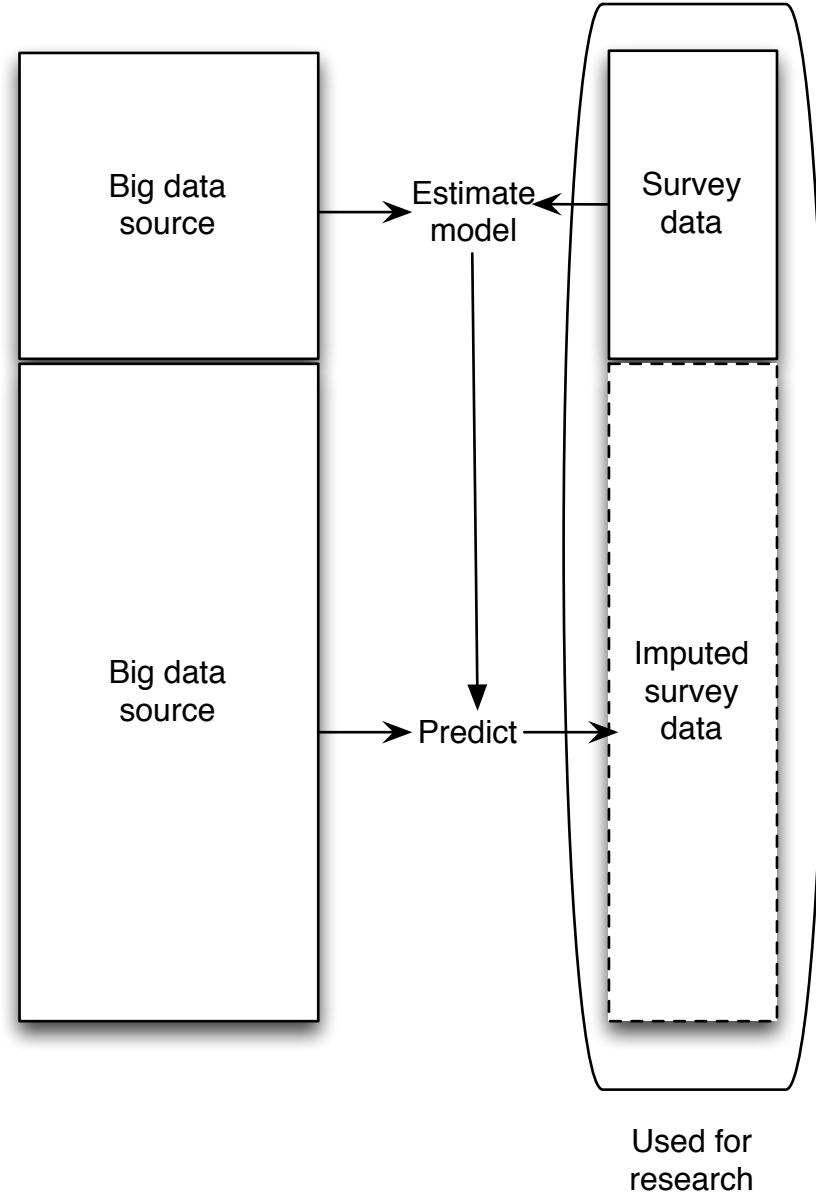 Big data
source
Estimate
model
Survey
data
Big data
source
Predict
Imputed
survey
data
Used for
research